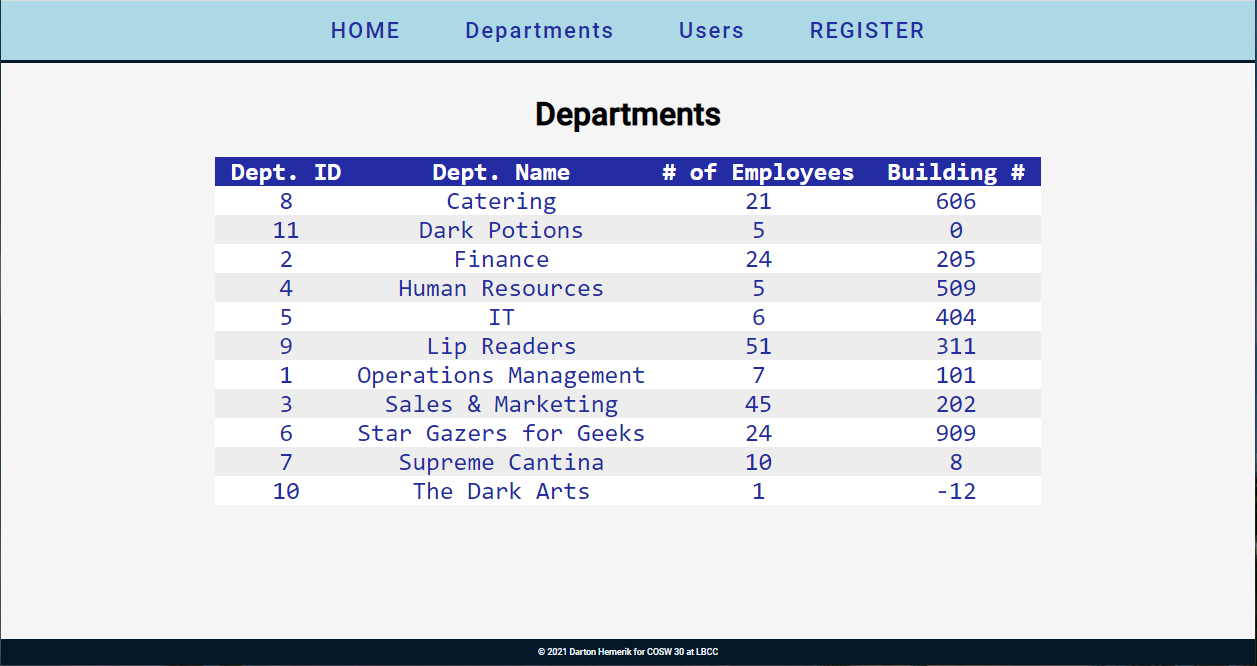 HOME Departments Users REGISTER
Departments
Dept. ID Dept. Name # of Employees Building #
8 Catering 21 606
11 Dark Potions 5 0
2 Finance 24 205
4 Human Resources 5 509
5 IT 6 404
9 Lip Readers 51 311
1 Operations Management 7 101
3 Sales & Marketing 45 202
6 Star Gazers for Geeks 24 909
7 Supreme Cantina 10 8
10 The Dark Arts 1 -12
© 2021 Darton Hemerik for COSW 30 at LBCC